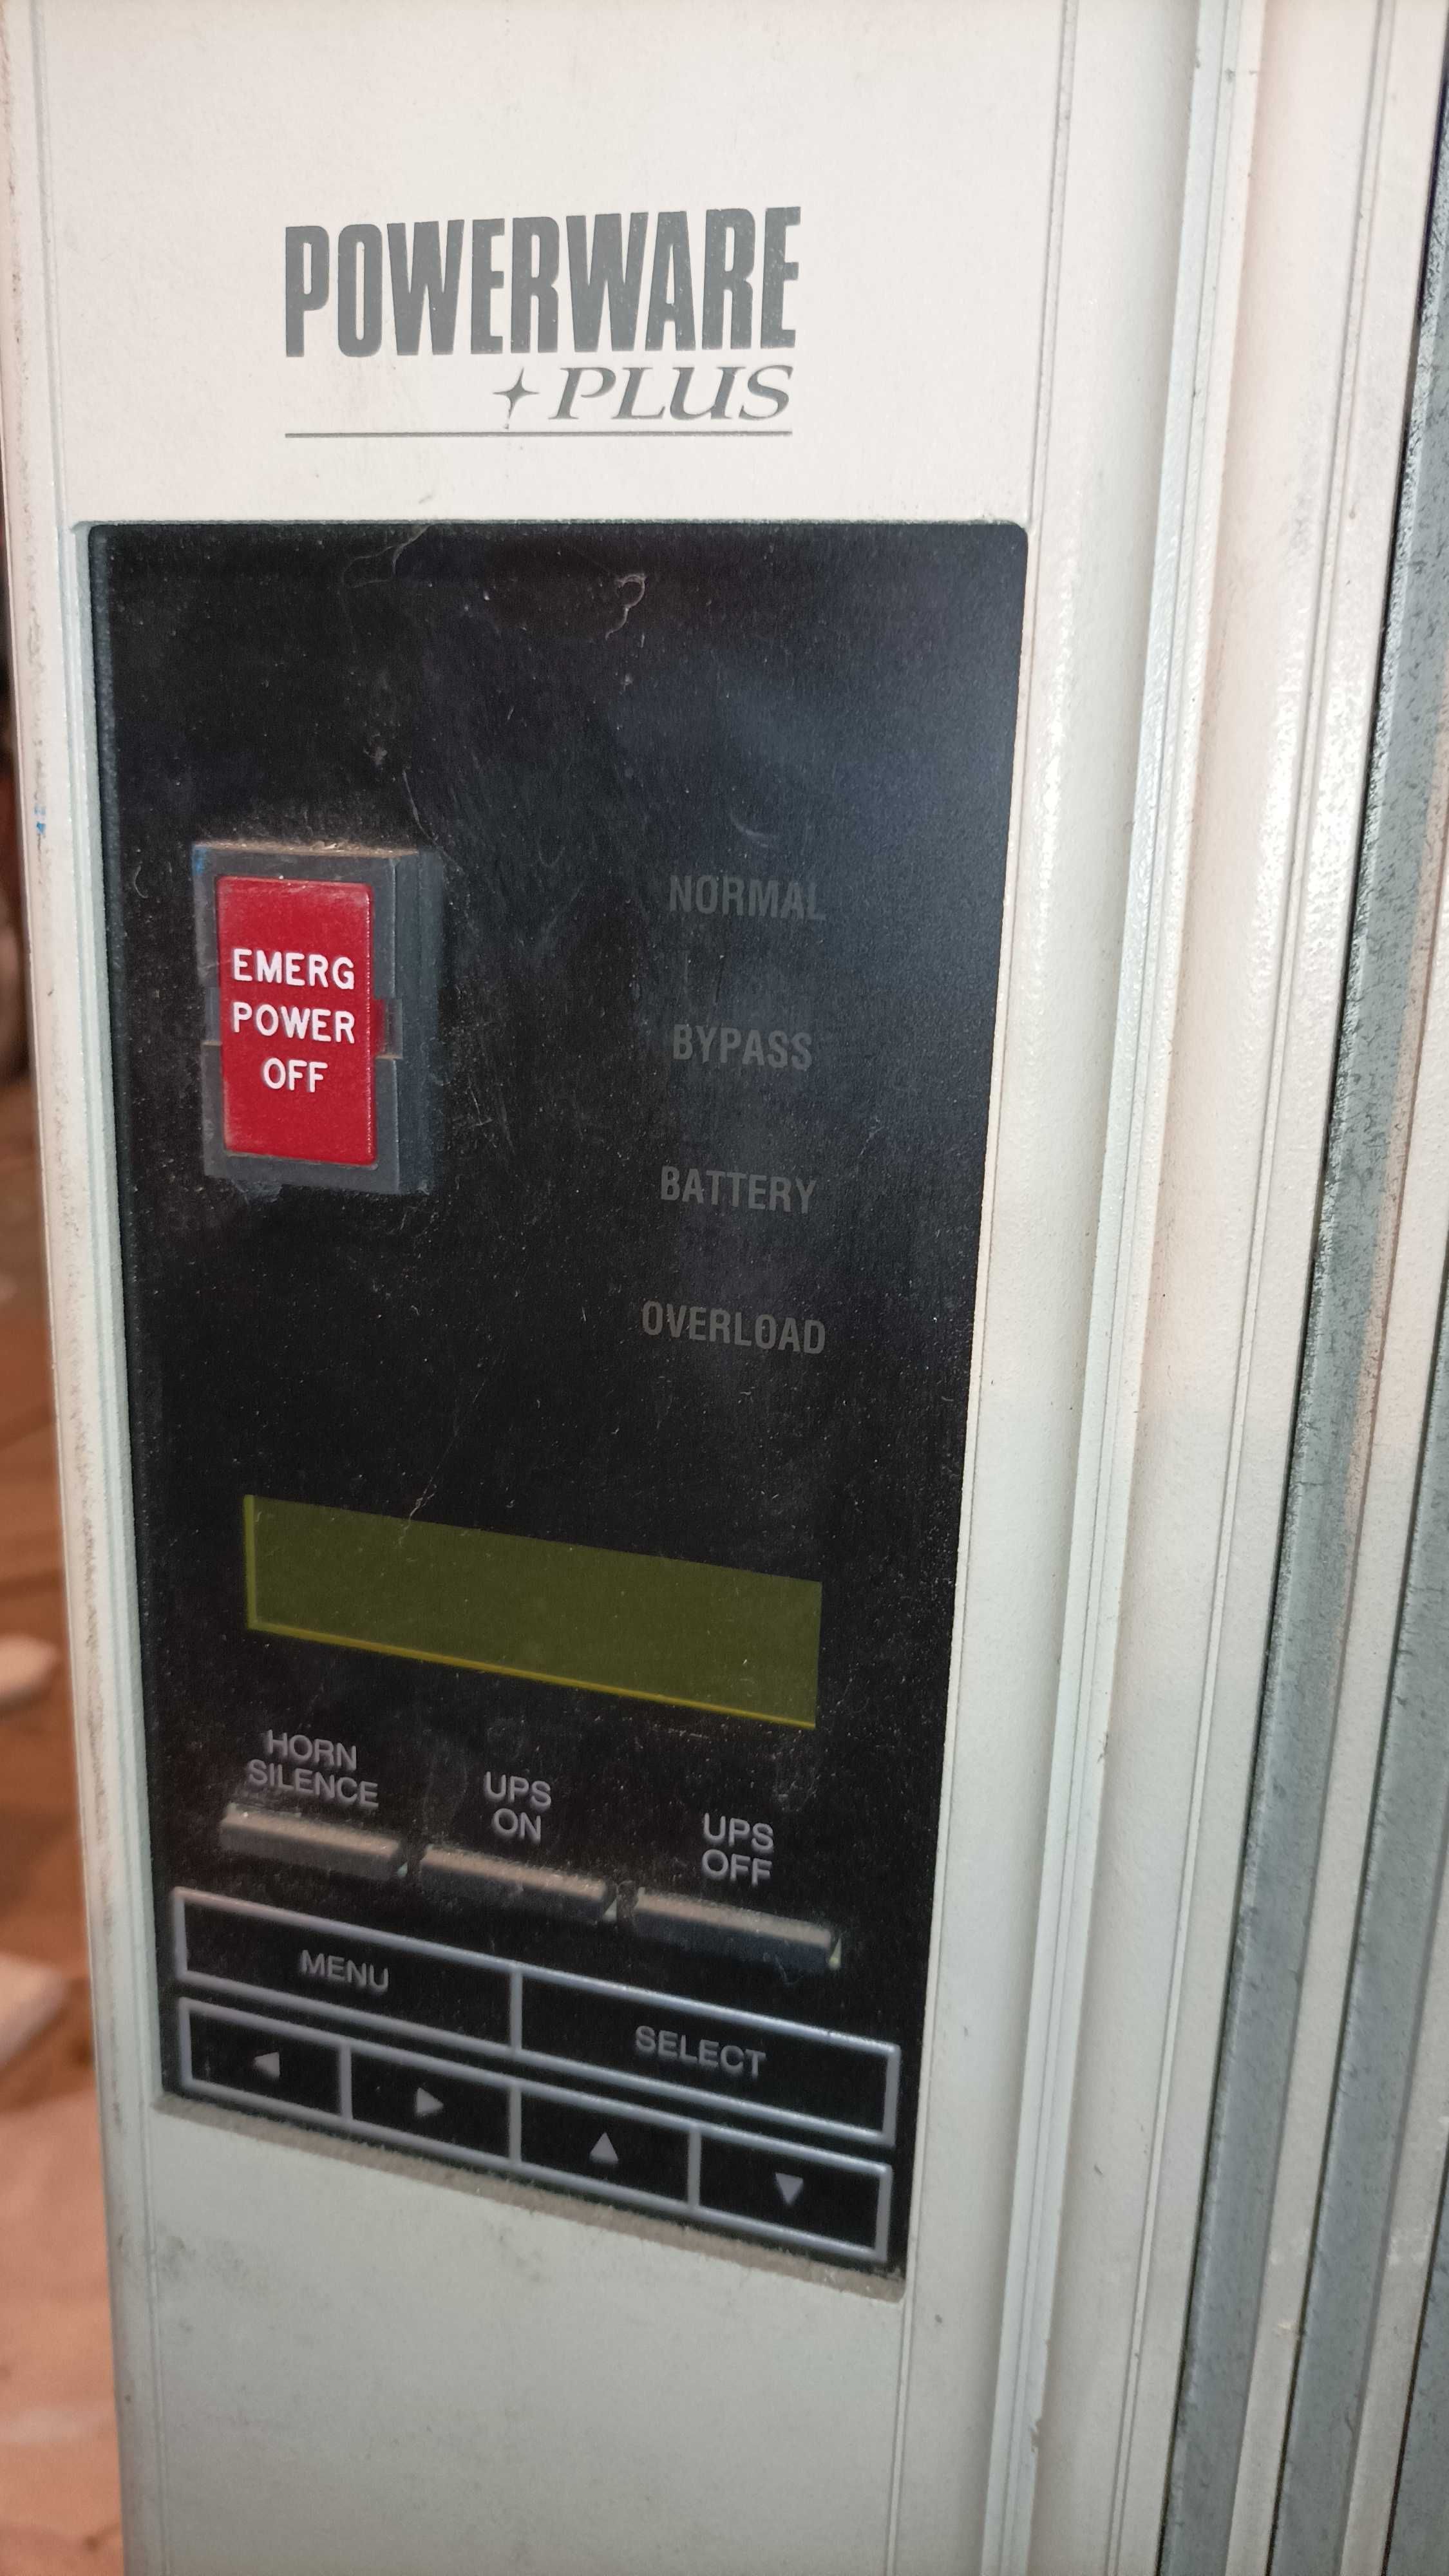 POWERWARE
PLUS
EMERG
POWER
OFF
NORMAL
BYPASS
BATTERY
OVERLOAD
HORN
SILENCE
UPS
ON
UPS
OFF
MENU
SELECT